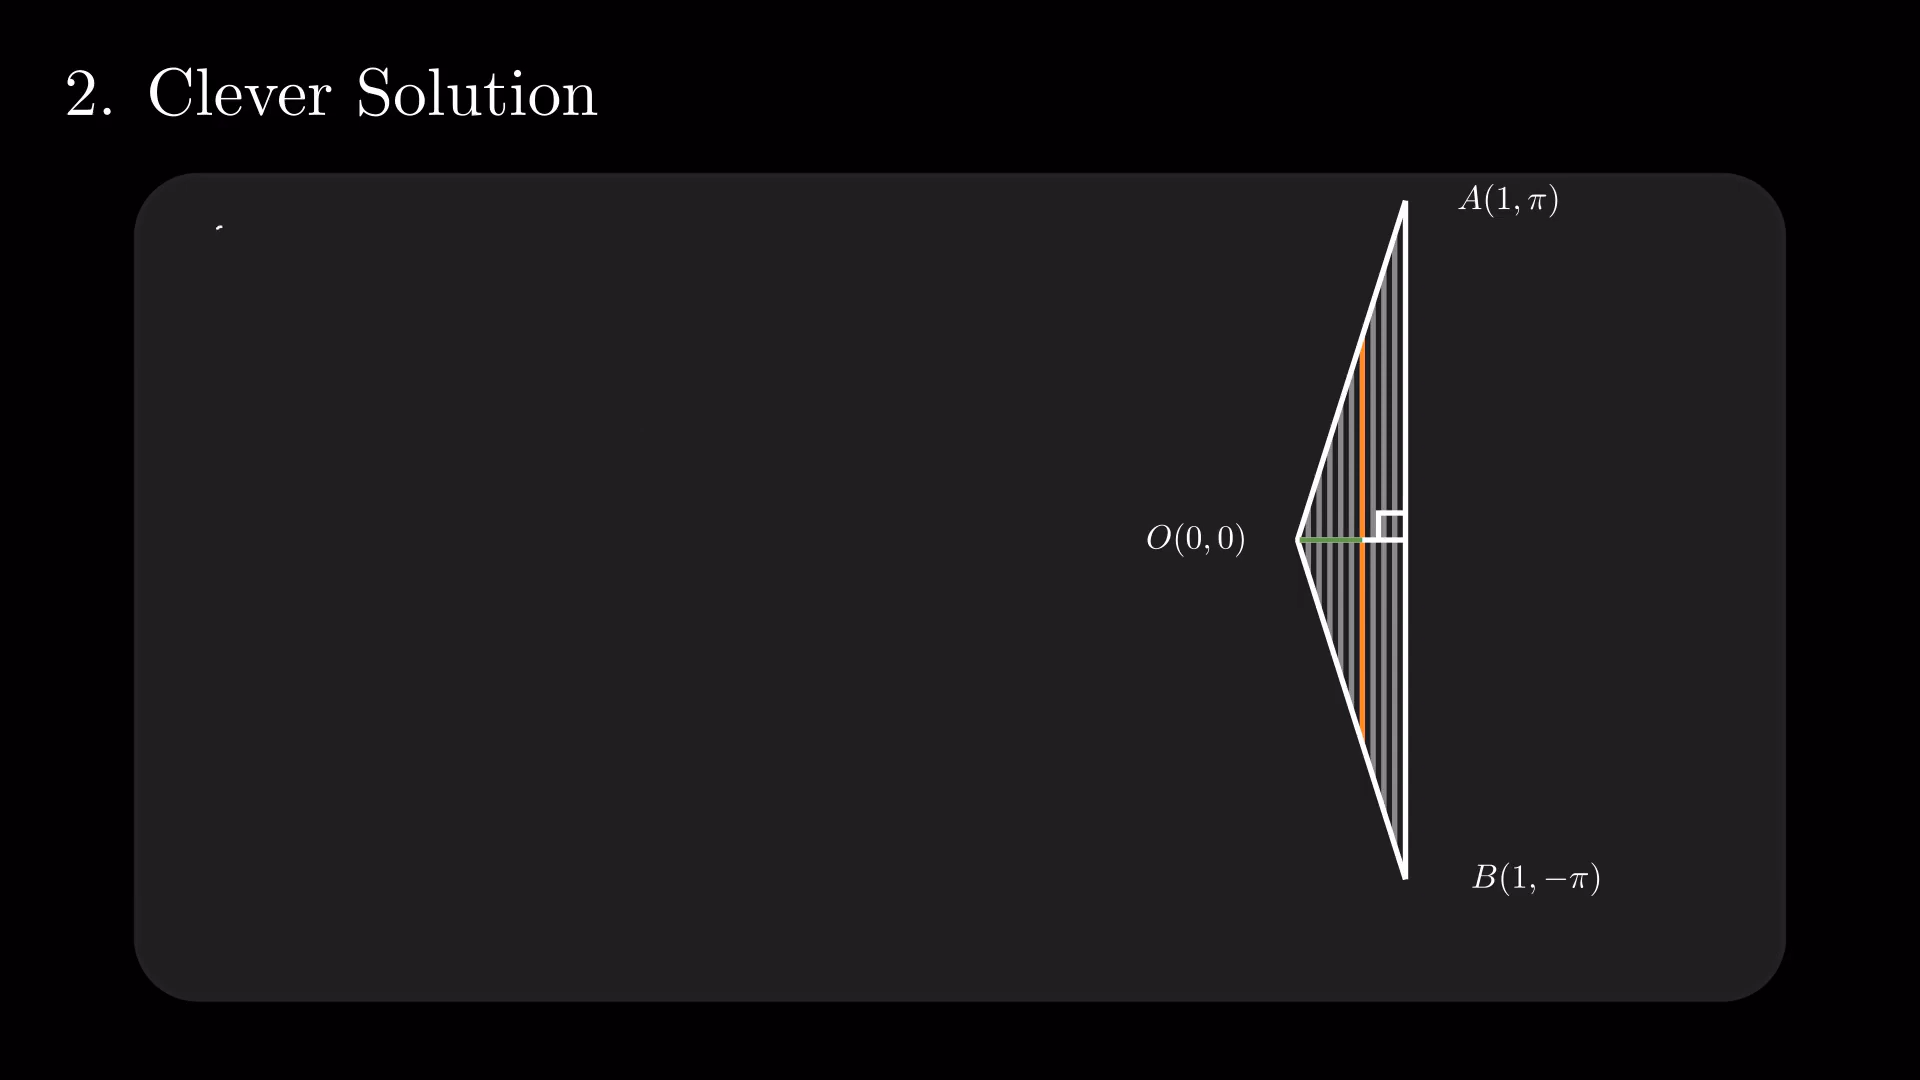 2. Clever Solution
A(1, π)
O(0, 0)
B(1, −π)